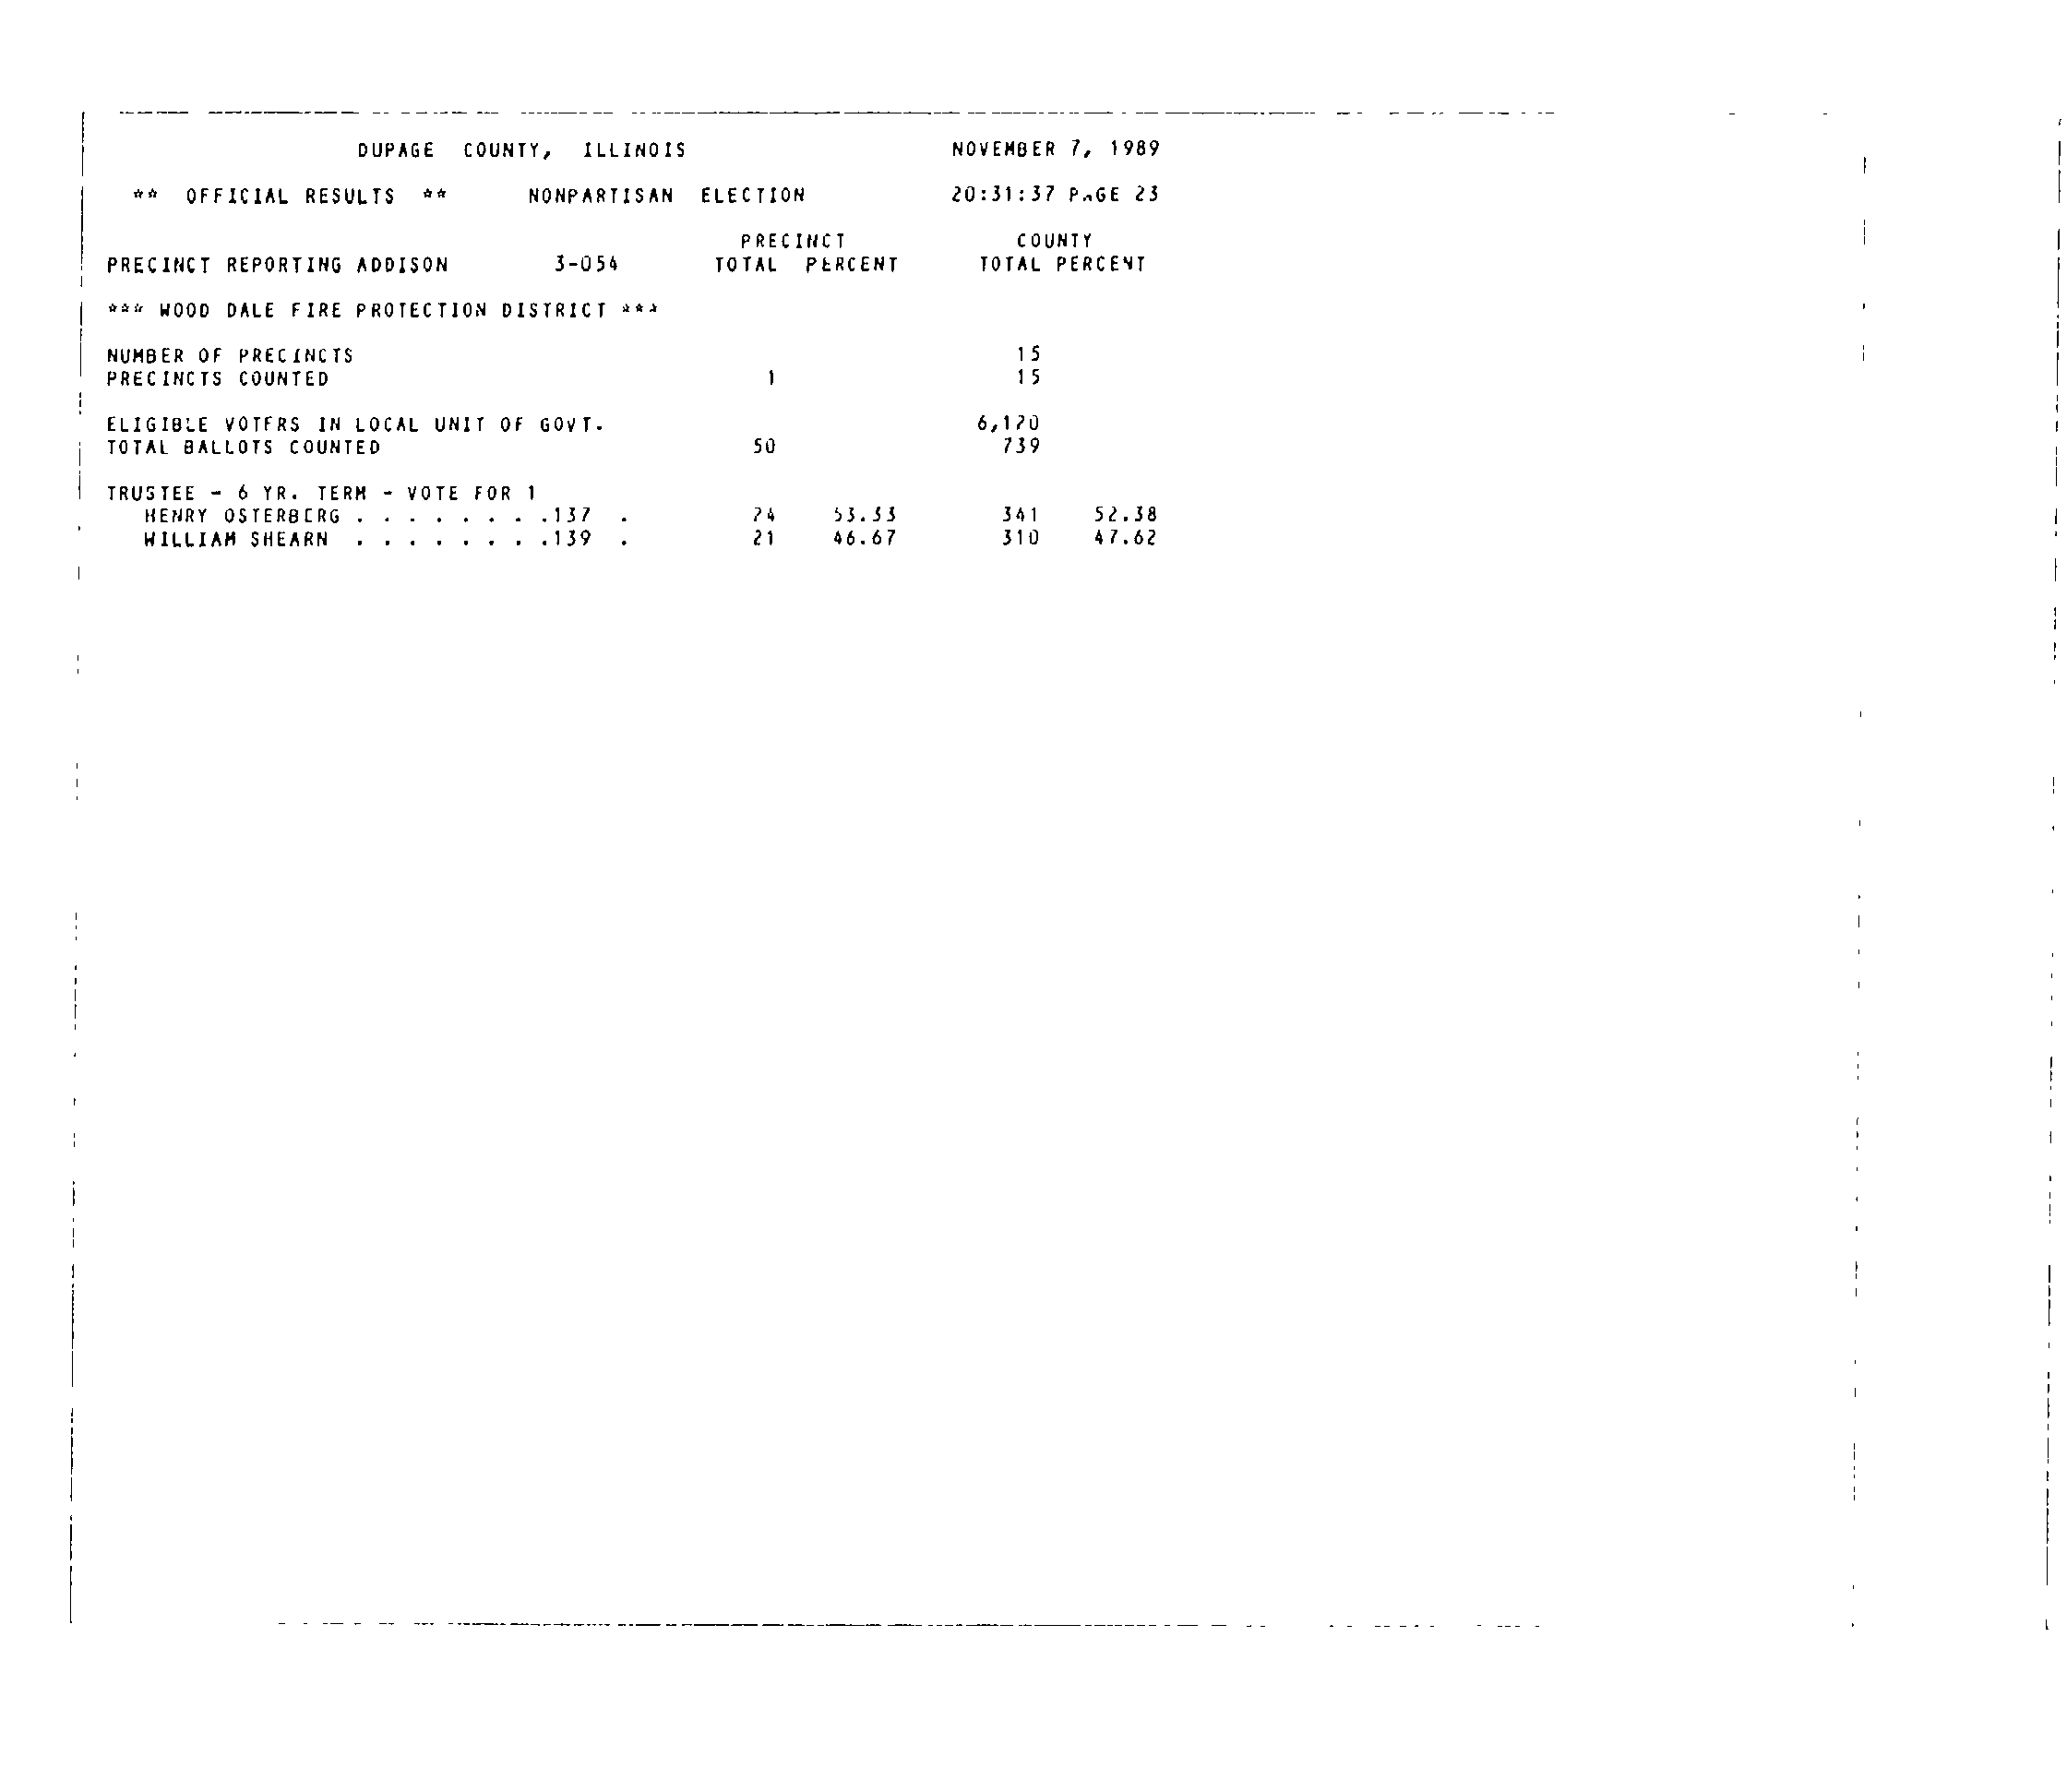 DUPAGE COUNTY, ILLINOIS NOVEMBER 7, 1989
** OFFICIAL RESULTS ** NONPARTISAN ELECTION 20:31:37 PAGE 23
PRECINCT COUNTY
PRECINCT REPORTING ADDISON 3-054 TOTAL PERCENT TOTAL PERCENT
*** WOOD DALE FIRE PROTECTION DISTRICT ***
NUMBER OF PRECINCTS 15
PRECINCTS COUNTED 1 15
ELIGIBLE VOTERS IN LOCAL UNIT OF GOVT. 6,120
TOTAL BALLOTS COUNTED 50 739
TRUSTEE - 6 YR. TERM - VOTE FOR 1
HENRY OSTERBERG . . . . . . . .137 . 24 53.33 341 52.38
WILLIAM SHEARN . . . . . . . .139 . 21 46.67 310 47.62